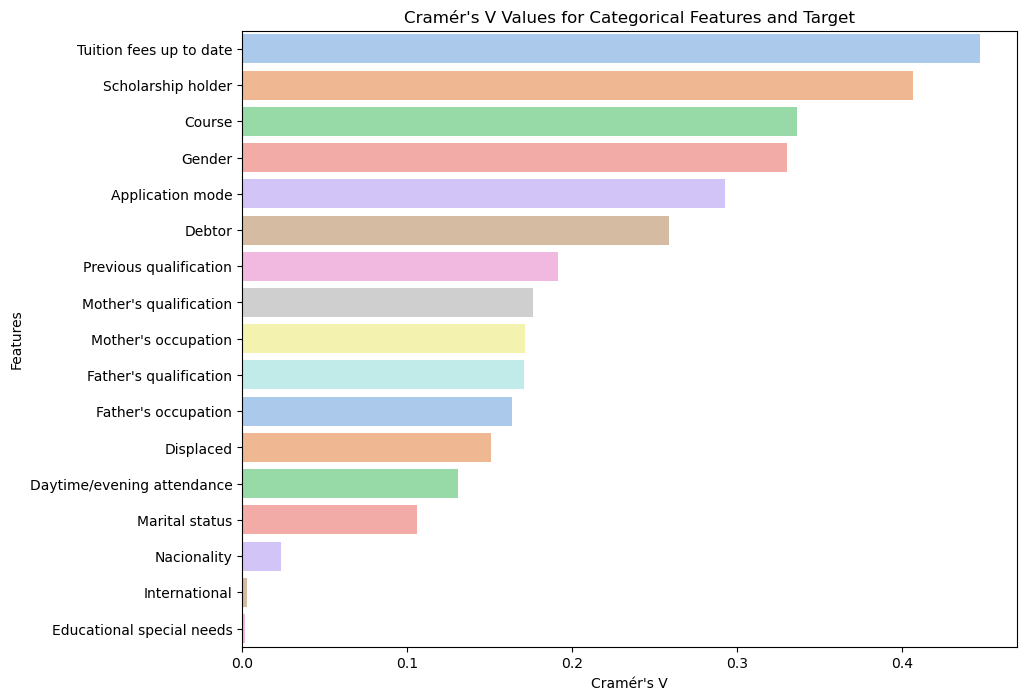 Cramér's V Values for Categorical Features and Target
Tuition fees up to date
Scholarship holder
Course
Gender
Application mode
Debtor
Previous qualification
Mother's qualification
Mother's occupation
Father's qualification
Father's occupation
Displaced
Daytime/evening attendance
Marital status
Nacionality
International
Educational special needs
Features
0.0 0.1 0.2 0.3 0.4
Cramér's V